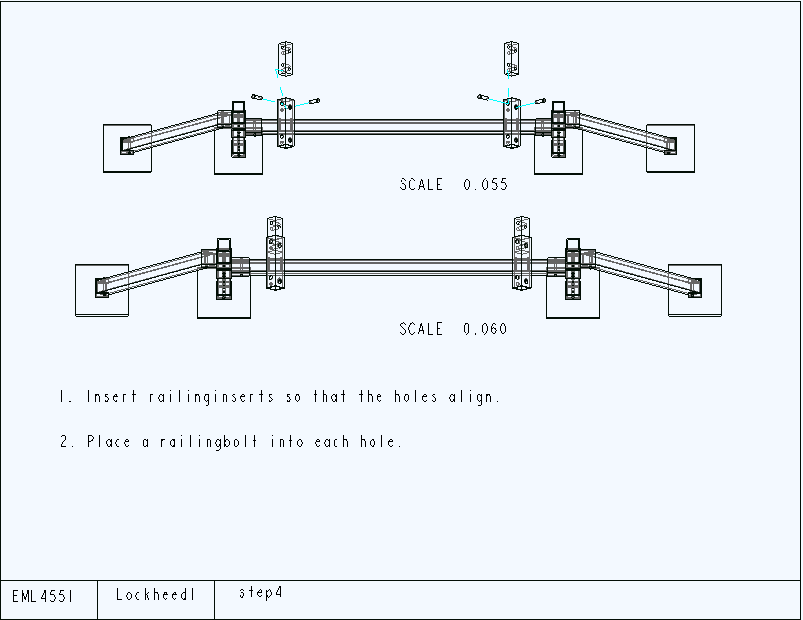 SCALE 0.055
SCALE 0.060
1. Insert railinginserts so that the holes align.
2. Place a railingbolt into each hole.
EML4551 Lockheed1 step4